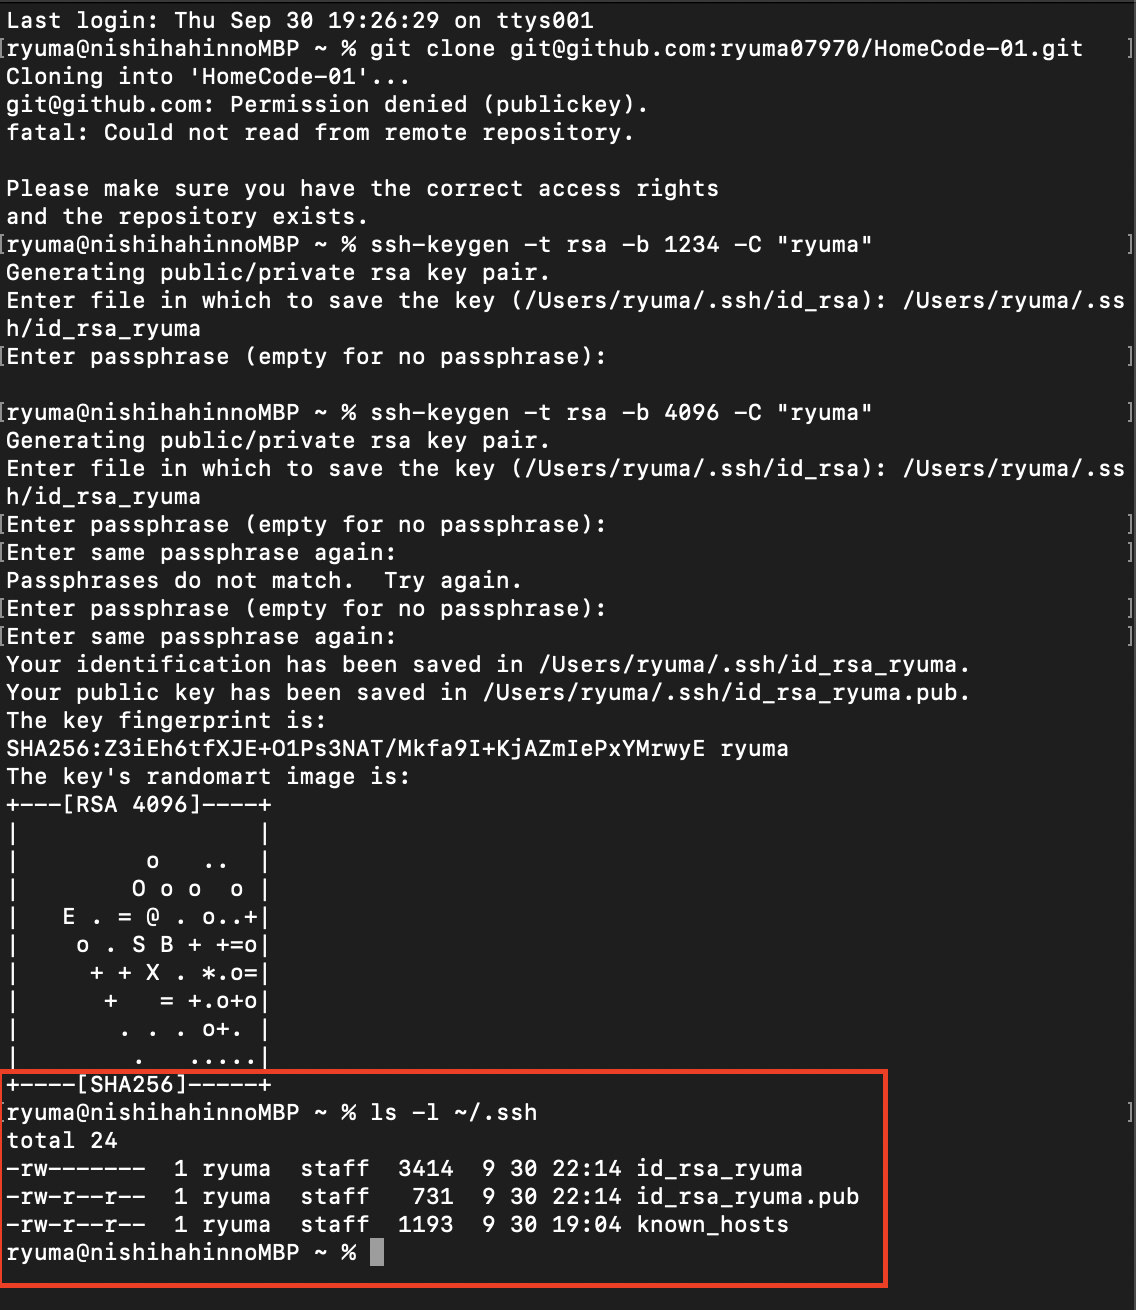 Last login: Thu Sep 30 19:26:29 on ttys001
[ryuma@nishihahinnoMBP ~ % git clone git@github.com:ryuma07970/HomeCode-01.git ]
Cloning into 'HomeCode-01'...
git@github.com: Permission denied (publickey).
fatal: Could not read from remote repository.

Please make sure you have the correct access rights
and the repository exists.
[ryuma@nishihahinnoMBP ~ % ssh-keygen -t rsa -b 1234 -C "ryuma" ]
Generating public/private rsa key pair.
Enter file in which to save the key (/Users/ryuma/.ssh/id_rsa): /Users/ryuma/.ss
h/id_rsa_ryuma
[Enter passphrase (empty for no passphrase): ]

[ryuma@nishihahinnoMBP ~ % ssh-keygen -t rsa -b 4096 -C "ryuma" ]
Generating public/private rsa key pair.
Enter file in which to save the key (/Users/ryuma/.ssh/id_rsa): /Users/ryuma/.ss
h/id_rsa_ryuma
[Enter passphrase (empty for no passphrase): ]
[Enter same passphrase again: ]
Passphrases do not match.  Try again.
[Enter passphrase (empty for no passphrase): ]
[Enter same passphrase again: ]
Your identification has been saved in /Users/ryuma/.ssh/id_rsa_ryuma.
Your public key has been saved in /Users/ryuma/.ssh/id_rsa_ryuma.pub.
The key fingerprint is:
SHA256:Z3iEh6tfXJE+O1Ps3NAT/Mkfa9I+KjAZmIePxYMrwyE ryuma
The key's randomart image is:
+---[RSA 4096]----+
|                 |
|         o   ..  |
|        O o o  o |
|   E . = @ . o..+|
|    o . S B + +=o|
|     + + X . *.o=|
|      +   = +.o+o|
|       . . . o+. |
|        .   .....|
+----[SHA256]-----+
[ryuma@nishihahinnoMBP ~ % ls -l ~/.ssh ]
total 24
-rw-------  1 ryuma  staff  3414  9 30 22:14 id_rsa_ryuma
-rw-r--r--  1 ryuma  staff   731  9 30 22:14 id_rsa_ryuma.pub
-rw-r--r--  1 ryuma  staff  1193  9 30 19:04 known_hosts
ryuma@nishihahinnoMBP ~ %